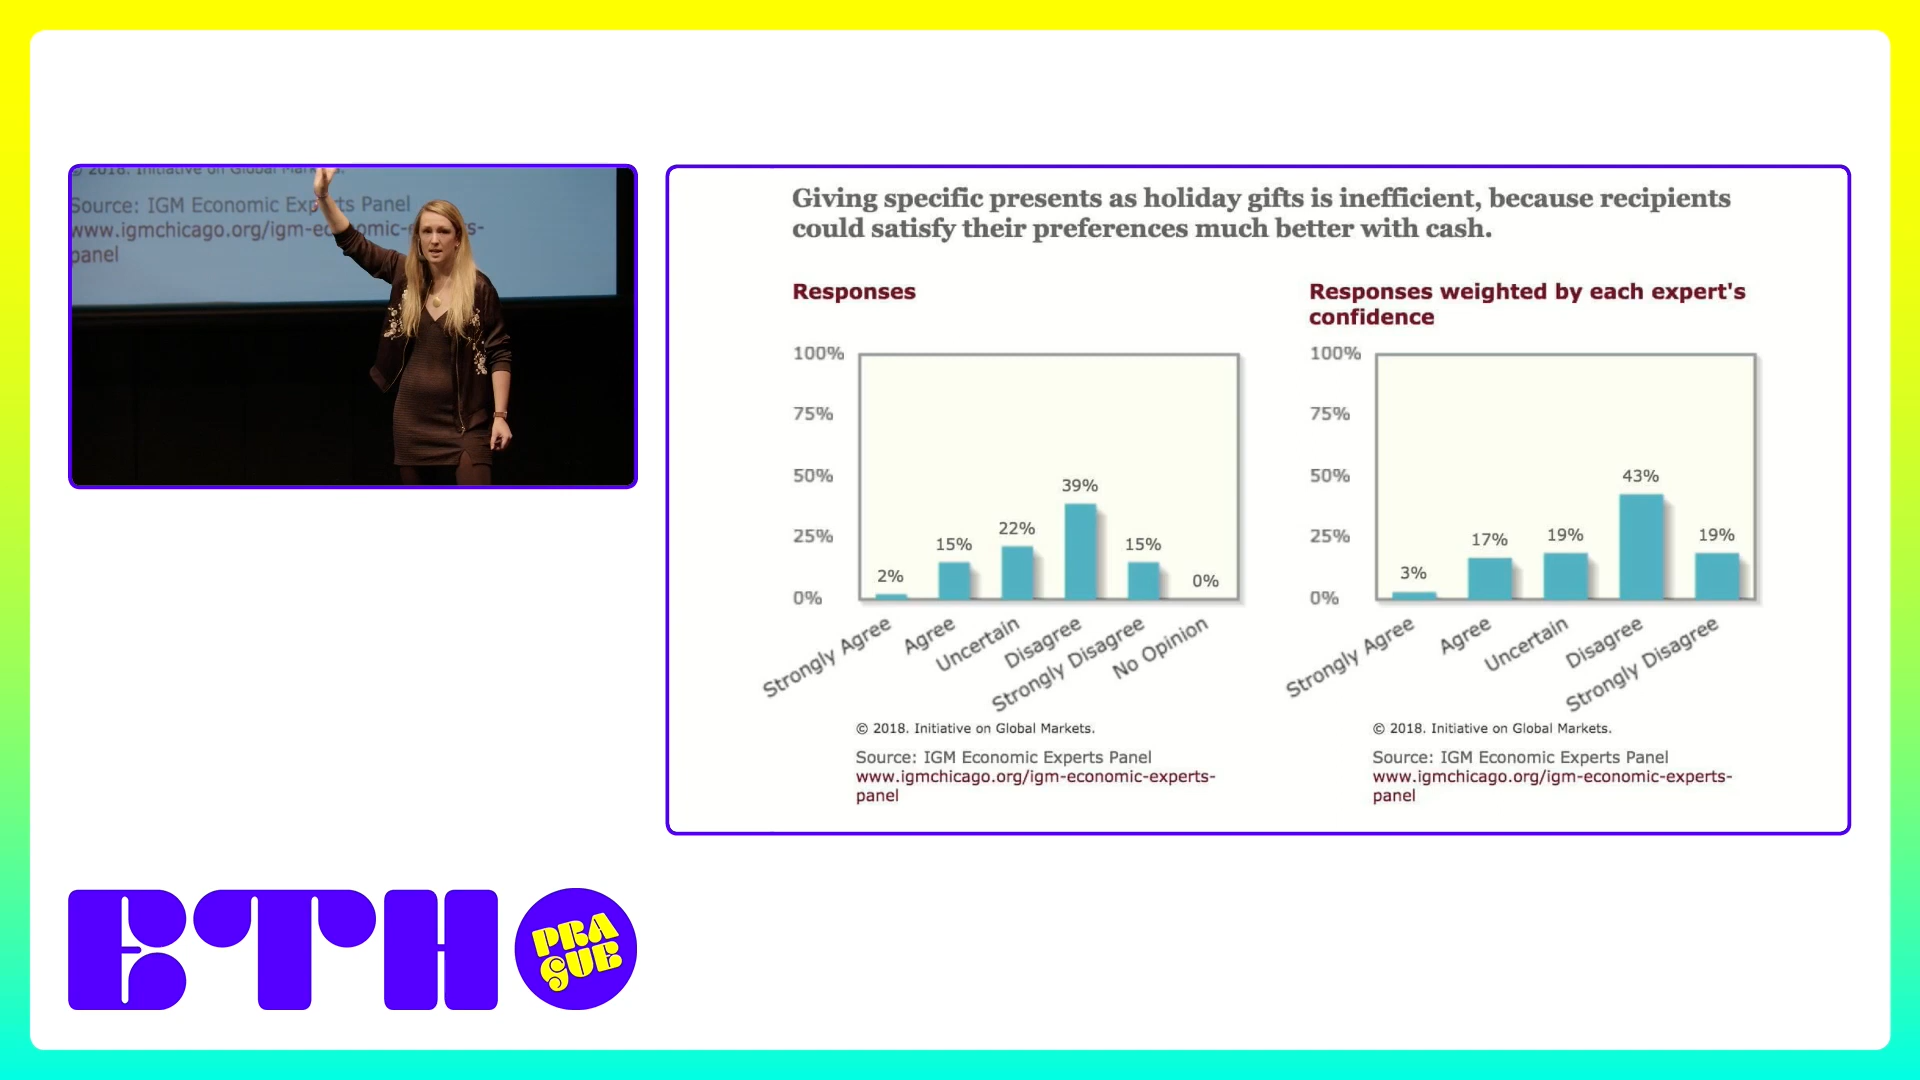 © 2018. Initiative on Global Markets.
Source: IGM Economic Experts Panel
www.igmchicago.org/igm-economic-experts-
panel
Giving specific presents as holiday gifts is inefficient, because recipients
could satisfy their preferences much better with cash.
Responses
100%
75%
50%
25%
0%
2%
15%
22%
39%
15%
0%
Strongly Agree
Agree
Uncertain
Disagree
Strongly Disagree
No Opinion
© 2018. Initiative on Global Markets.
Source: IGM Economic Experts Panel
www.igmchicago.org/igm-economic-experts-
panel
Responses weighted by each expert's
confidence
100%
75%
50%
25%
0%
3%
17%
19%
43%
19%
Strongly Agree
Agree
Uncertain
Disagree
Strongly Disagree
© 2018. Initiative on Global Markets.
Source: IGM Economic Experts Panel
www.igmchicago.org/igm-economic-experts-
panel
ETH
PRA
GUE